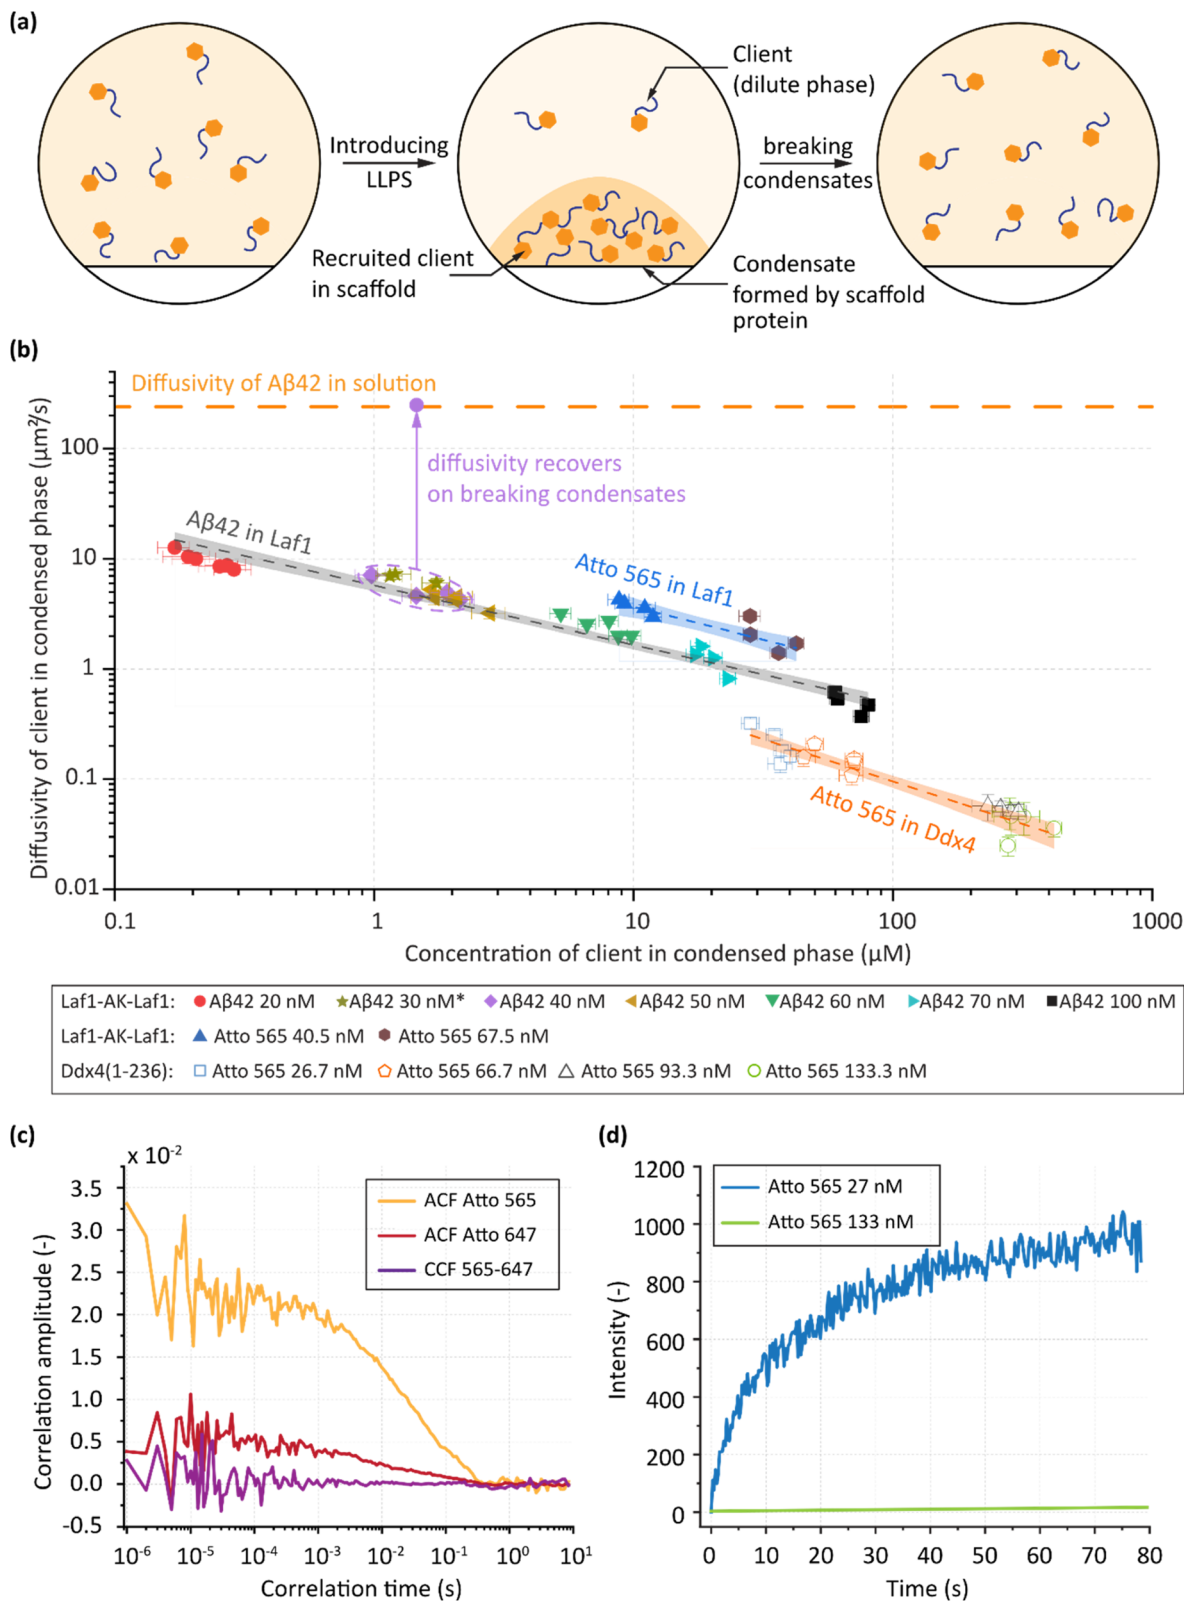 (a)
Client
(dilute phase)
Introducing
LLPS
breaking
condensates
Recruited client
in scaffold
Condensate
formed by scaffold
protein
(b)
Diffusivity of client in condensed phase (µm²/s)
100
10
1
0.1
0.01
Diffusivity of Aβ42 in solution
diffusivity recovers
on breaking condensates
Aβ42 in Laf1
Atto 565 in Laf1
Atto 565 in Ddx4
0.1 1 10 100 1000
Concentration of client in condensed phase (µM)
Laf1-AK-Laf1: Aβ42 20 nM Aβ42 30 nM* Aβ42 40 nM Aβ42 50 nM Aβ42 60 nM Aβ42 70 nM Aβ42 100 nM
Laf1-AK-Laf1: Atto 565 40.5 nM Atto 565 67.5 nM
Ddx4(1-236): Atto 565 26.7 nM Atto 565 66.7 nM Atto 565 93.3 nM Atto 565 133.3 nM
(c)
x 10⁻²
Correlation amplitude (-)
3.5
3.0
2.5
2.0
1.0
1.0
0.5
0.0
-0.5
ACF Atto 565
ACF Atto 647
CCF 565-647
10⁻⁶ 10⁻⁵ 10⁻⁴ 10⁻³ 10⁻² 10⁻¹ 10⁰ 10¹
Correlation time (s)
(d)
Intensity (-)
1200
1000
800
600
400
200
0
Atto 565 27 nM
Atto 565 133 nM
0 10 20 30 40 50 60 70 80
Time (s)